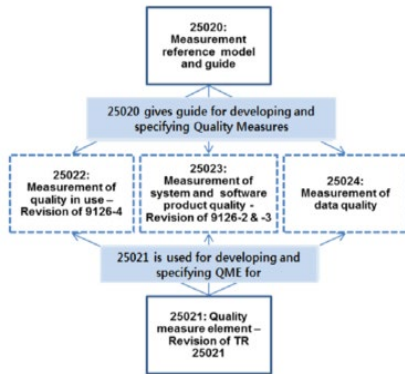 25020:
Measurement
reference model
and guide
25020 gives guide for developing and
specifying Quality Measures
25022:
Measurement of
quality in use –
Revision of 9126-4
25023:
Measurement of
system and software
product quality -
Revision of 9126-2 & -3
25024:
Measurement of
data quality
25021 is used for developing and
specifying QME for
25021: Quality
measure element –
Revision of TR
25021